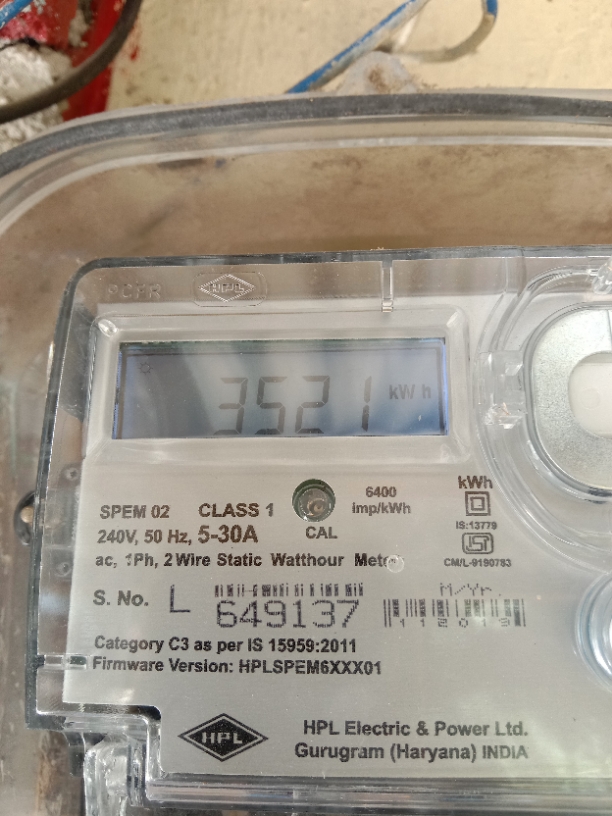 HPL
3521 kWh
SPEM 02 CLASS 1
6400
imp/kWh
kWh
240V, 50 Hz, 5-30A
CAL
IS:13779
ISI
ac, 1Ph, 2 Wire Static Watthour Meter
CM/L-9190783
S. No. L 649137
M/Yr.
112019
Category C3 as per IS 15959:2011
Firmware Version: HPLSPEM6XXX01
HPL
HPL Electric & Power Ltd.
Gurugram (Haryana) INDIA